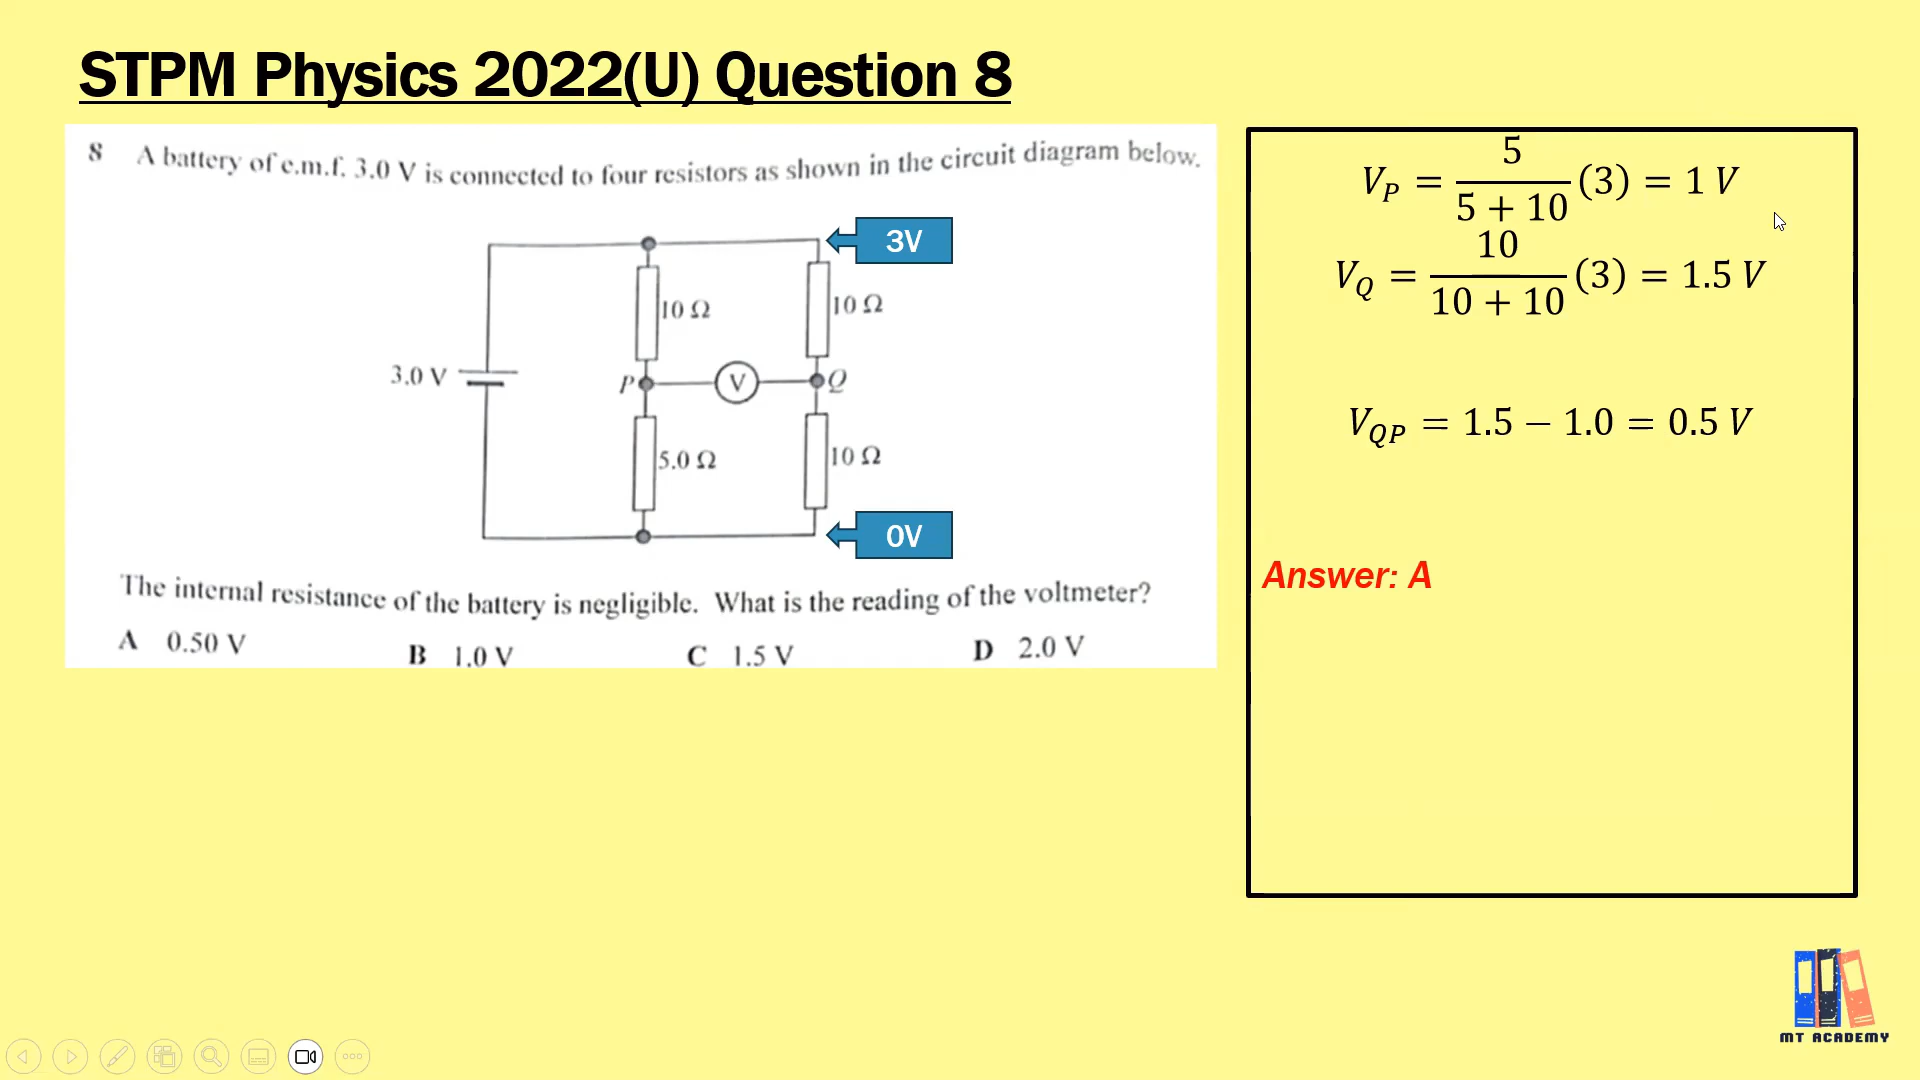 STPM Physics 2022(U) Question 8
8 A battery of e.m.f. 3.0 V is connected to four resistors as shown in the circuit diagram below.
3V
10 Ω
10 Ω
3.0 V
P
V
Q
5.0 Ω
10 Ω
0V
The internal resistance of the battery is negligible. What is the reading of the voltmeter?
A 0.50 V B 1.0 V C 1.5 V D 2.0 V
V_P = 5/(5 + 10) (3) = 1 V
V_Q = 10/(10 + 10) (3) = 1.5 V
V_QP = 1.5 − 1.0 = 0.5 V
Answer: A
MT ACADEMY